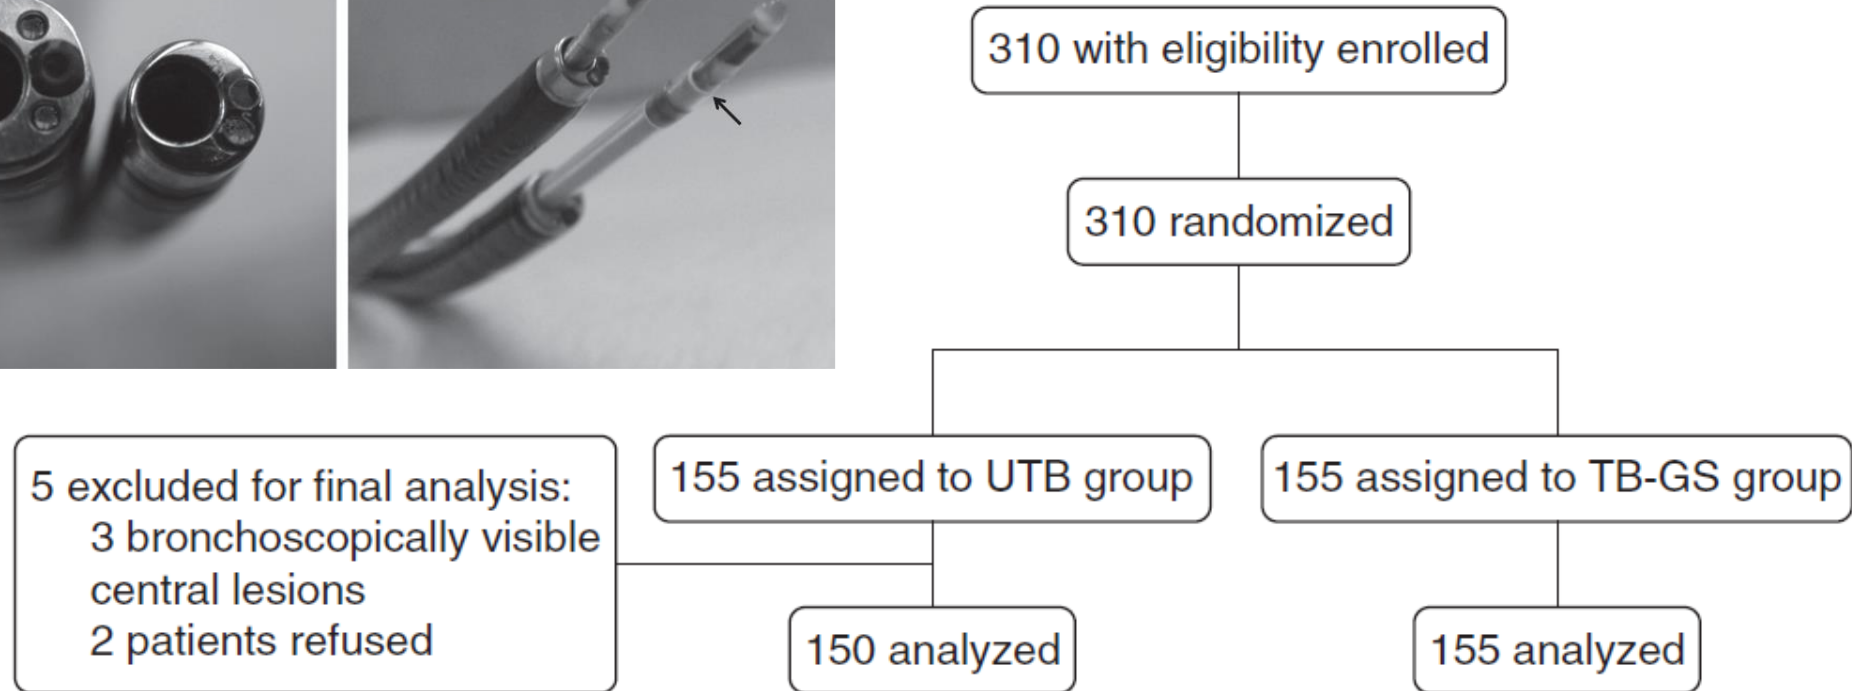 310 with eligibility enrolled
310 randomized
155 assigned to UTB group
155 assigned to TB-GS group
5 excluded for final analysis:
3 bronchoscopically visible
central lesions
2 patients refused
150 analyzed
155 analyzed